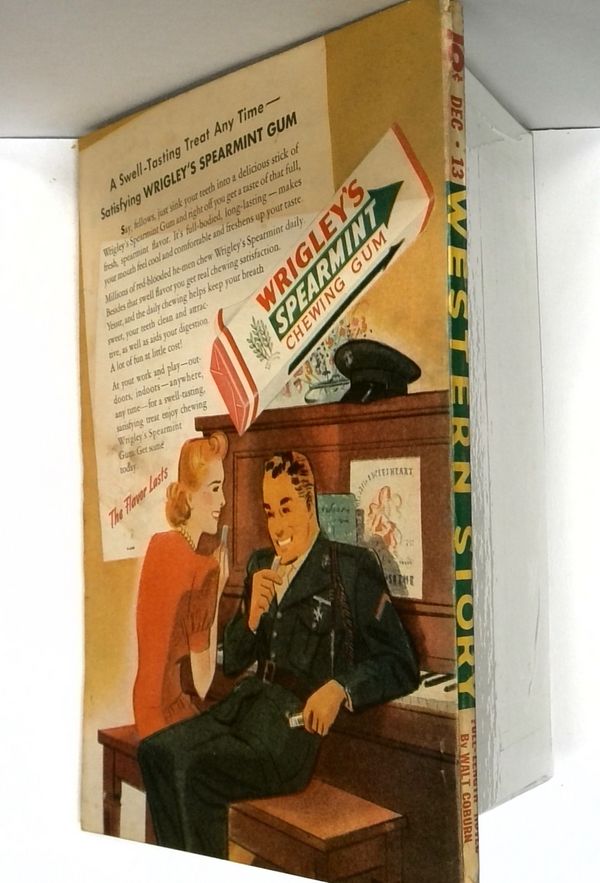 A Swell-Tasting Treat Any Time—
Satisfying WRIGLEY'S SPEARMINT GUM
Say, fellows, just sink your teeth into a delicious stick of
Wrigley's Spearmint Gum and right off you get a taste of that full,
fresh, spearmint flavor. It's full-bodied, long-lasting—makes
your mouth feel cool and comfortable and freshens up your taste.
Millions of red-blooded he-men chew Wrigley's Spearmint daily.
Besides that swell flavor you get real chewing satisfaction.
Yessir, and the daily chewing helps keep your breath
sweet, your teeth clean and attrac-
tive, as well as aids your digestion.
A lot of fun at little cost!
At your work and play—out-
doors, indoors—anywhere,
any time—for a swell-tasting,
satisfying treat enjoy chewing
Wrigley's Spearmint
Gum. Get some
today.
The Flavor Lasts
WRIGLEY'S
SPEARMINT
CHEWING GUM
10¢ DEC · 13 WESTERN STORY
BY WALT COBURN